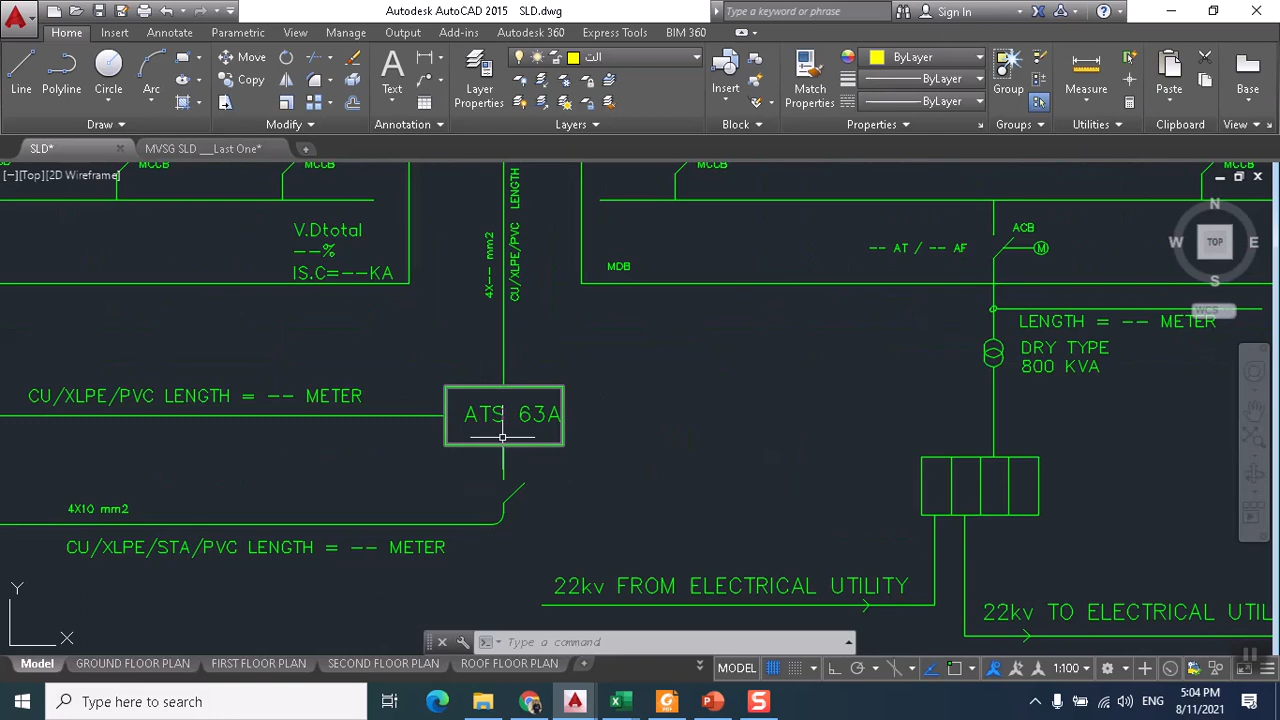 Autodesk AutoCAD 2015 SLD.dwg
Type a keyword or phrase
Sign In
Home Insert Annotate Parametric View Manage Output Add-ins Autodesk 360 Express Tools BIM 360
Line
Polyline
Circle
Arc
Move
Copy
Text
Layer
Properties
الت
Insert
Match
Properties
ByLayer
ByLayer
ByLayer
Group
Measure
Paste
Base
Draw Modify Annotation Layers Block Properties Groups Utilities Clipboard View
SLD* MVSG SLD __Last One*
[−][Top][2D Wireframe]
MCCB
MCCB
MCCB
MCCB
V.Dtotal
--%
IS.C=--KA
4X-- mm2
CU/XLPE/PVC LENGTH
MDB
-- AT / -- AF
ACB
M
N
W TOP E
S
WCS
LENGTH = -- METER
DRY TYPE
800 KVA
CU/XLPE/PVC LENGTH = -- METER
ATS 63A
4X10 mm2
CU/XLPE/STA/PVC LENGTH = -- METER
22kv FROM ELECTRICAL UTILITY
22kv TO ELECTRICAL UTIL
Y
X
Type a command
Model GROUND FLOOR PLAN FIRST FLOOR PLAN SECOND FLOOR PLAN ROOF FLOOR PLAN
MODEL 1:100
Type here to search
ENG
5:04 PM
8/11/2021